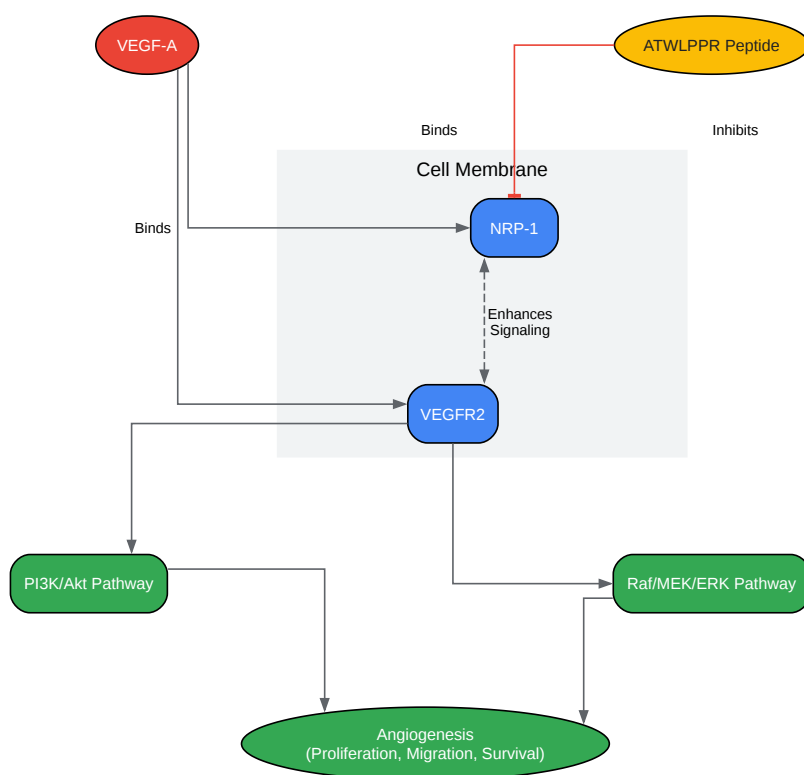 VEGF-A
ATWLPPR Peptide
Binds
Inhibits
Cell Membrane
Binds
NRP-1
Enhances
Signaling
VEGFR2
PI3K/Akt Pathway
Raf/MEK/ERK Pathway
Angiogenesis
(Proliferation, Migration, Survival)